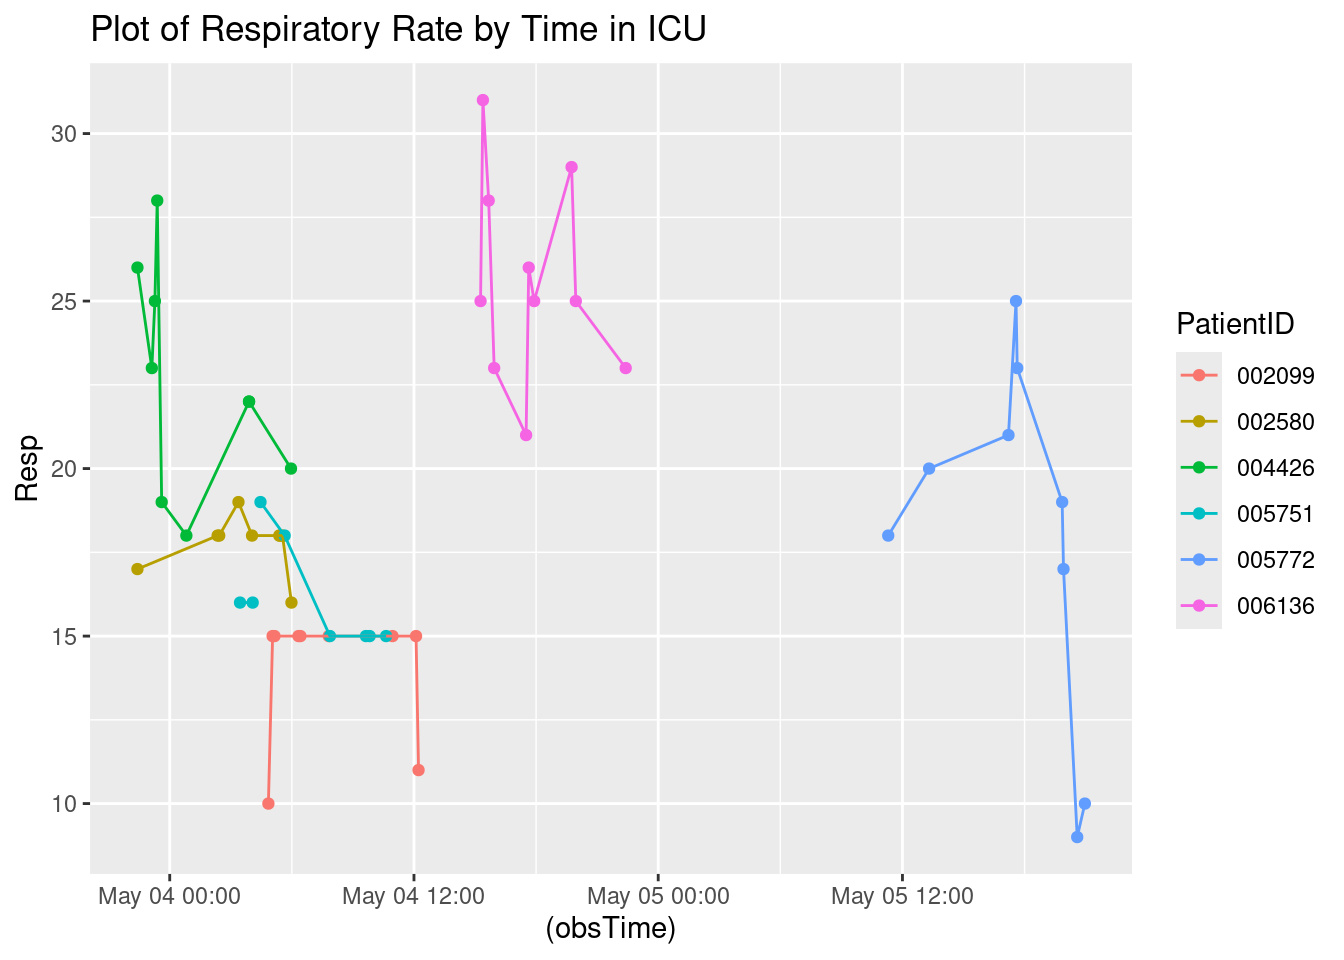 Plot of Respiratory Rate by Time in ICU
30
25
20
15
10
Resp
May 04 00:00
May 04 12:00
May 05 00:00
May 05 12:00
(obsTime)
PatientID
002099
002580
004426
005751
005772
006136